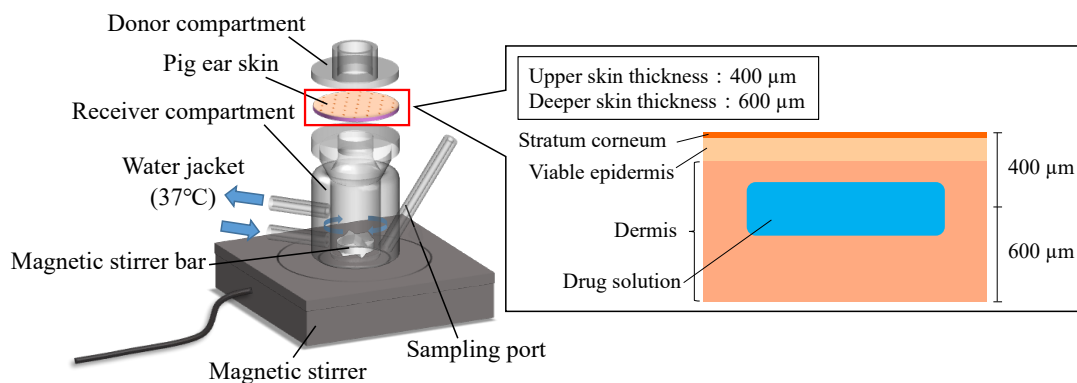 Donor compartment
Pig ear skin
Receiver compartment
Water jacket
(37℃)
Magnetic stirrer bar
Magnetic stirrer
Sampling port
Upper skin thickness：400 µm
Deeper skin thickness：600 µm
Stratum corneum
Viable epidermis
Dermis
Drug solution
400 µm
600 µm